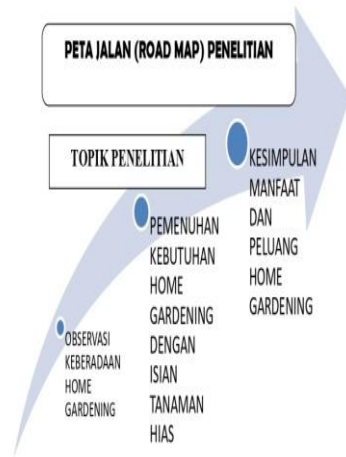 PETA JALAN (ROAD MAP) PENELITIAN
TOPIK PENELITIAN
OBSERVASI
KEBERADAAN
HOME
GARDENING
PEMENUHAN
KEBUTUHAN
HOME
GARDENING
DENGAN
ISIAN
TANAMAN
HIAS
KESIMPULAN
MANFAAT
DAN
PELUANG
HOME
GARDENING